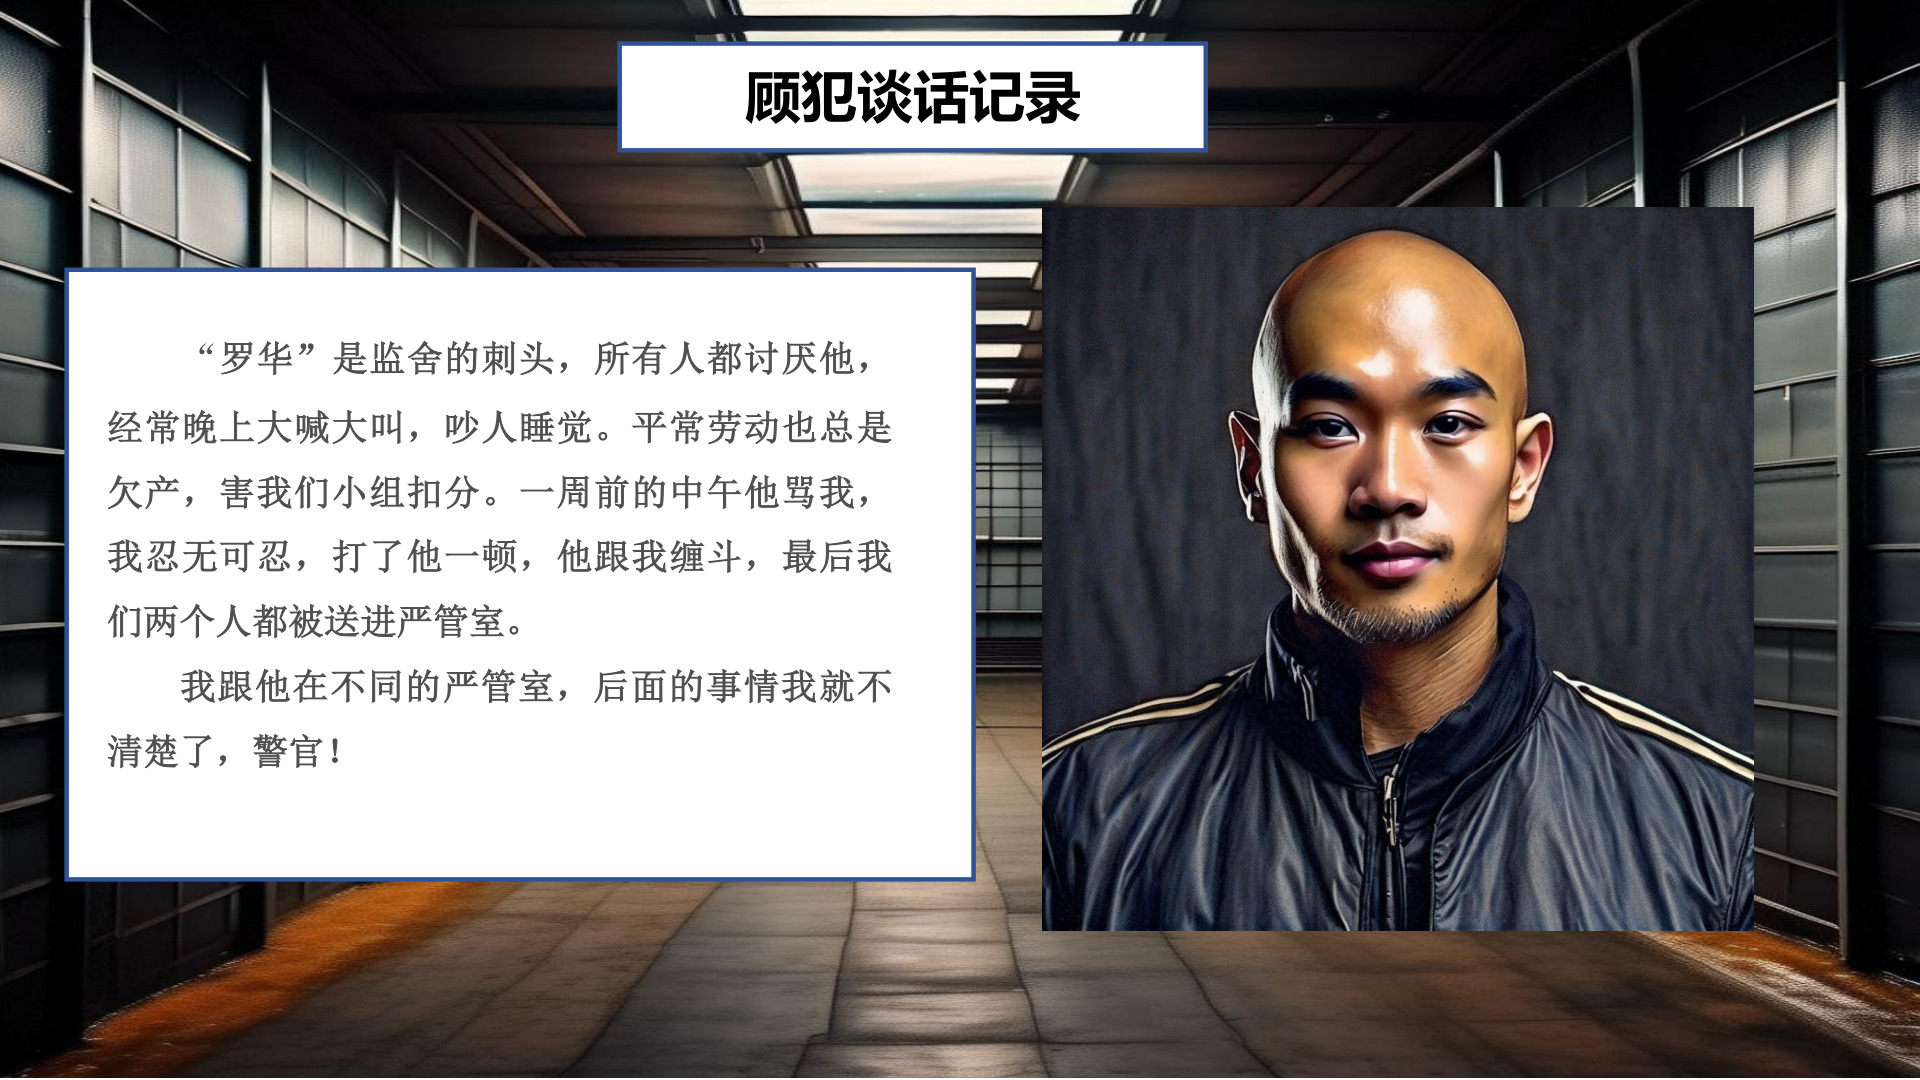 顾犯谈话记录
“罗华”是监舍的刺头，所有人都讨厌他，
经常晚上大喊大叫，吵人睡觉。平常劳动也总是
欠产，害我们小组扣分。一周前的中午他骂我，
我忍无可忍，打了他一顿，他跟我缠斗，最后我
们两个人都被送进严管室。
我跟他在不同的严管室，后面的事情我就不
清楚了，警官！